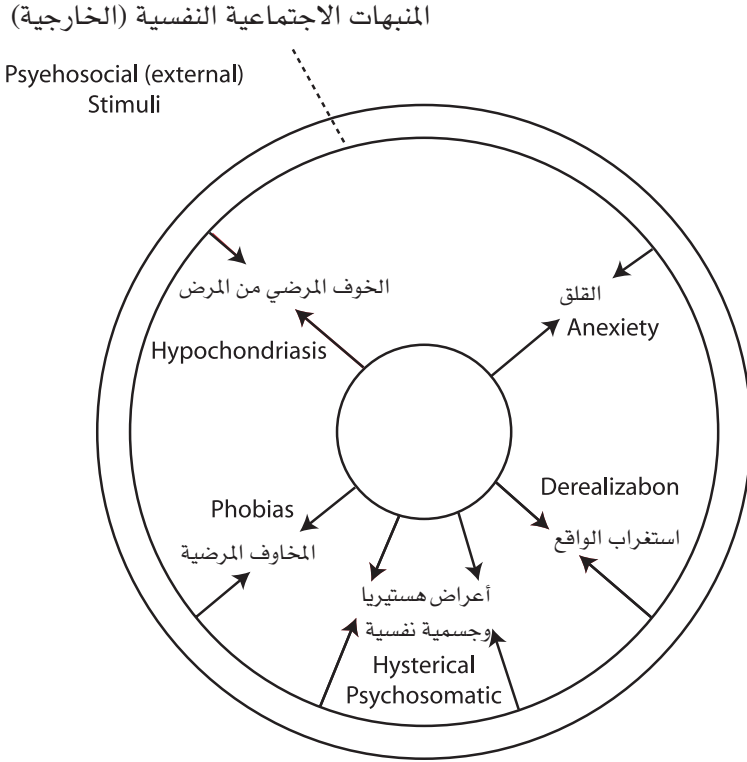 المنبهات الاجتماعية النفسية (الخارجية)
Psyehosocial (external)
Stimuli
الخوف المرضي من المرض
Hypochondriasis
القلق
Anexiety
Phobias
المخاوف المرضية
Derealizabon
استغراب الواقع
أعراض هستيريا
وجسمية نفسية
Hysterical
Psychosomatic